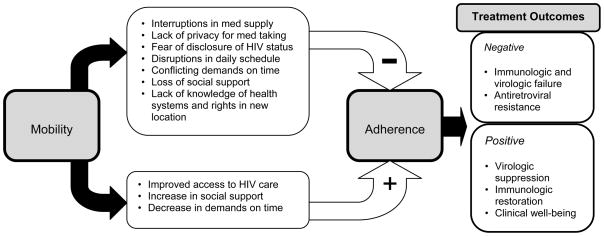 Mobility
• Interruptions in med supply
• Lack of privacy for med taking
• Fear of disclosure of HIV status
• Disruptions in daily schedule
• Conflicting demands on time
• Loss of social support
• Lack of knowledge of health
systems and rights in new
location
• Improved access to HIV care
• Increase in social support
• Decrease in demands on time
-
+
Adherence
Treatment Outcomes
Negative
• Immunologic and
virologic failure
• Antiretroviral
resistance
Positive
• Virologic
suppression
• Immunologic
restoration
• Clinical well-being